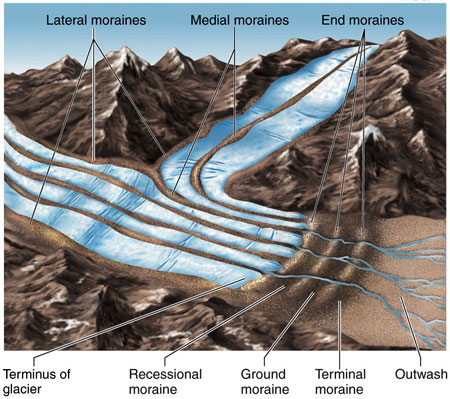 Lateral moraines
Medial moraines
End moraines
Terminus of
glacier
Recessional
moraine
Ground
moraine
Terminal
moraine
Outwash